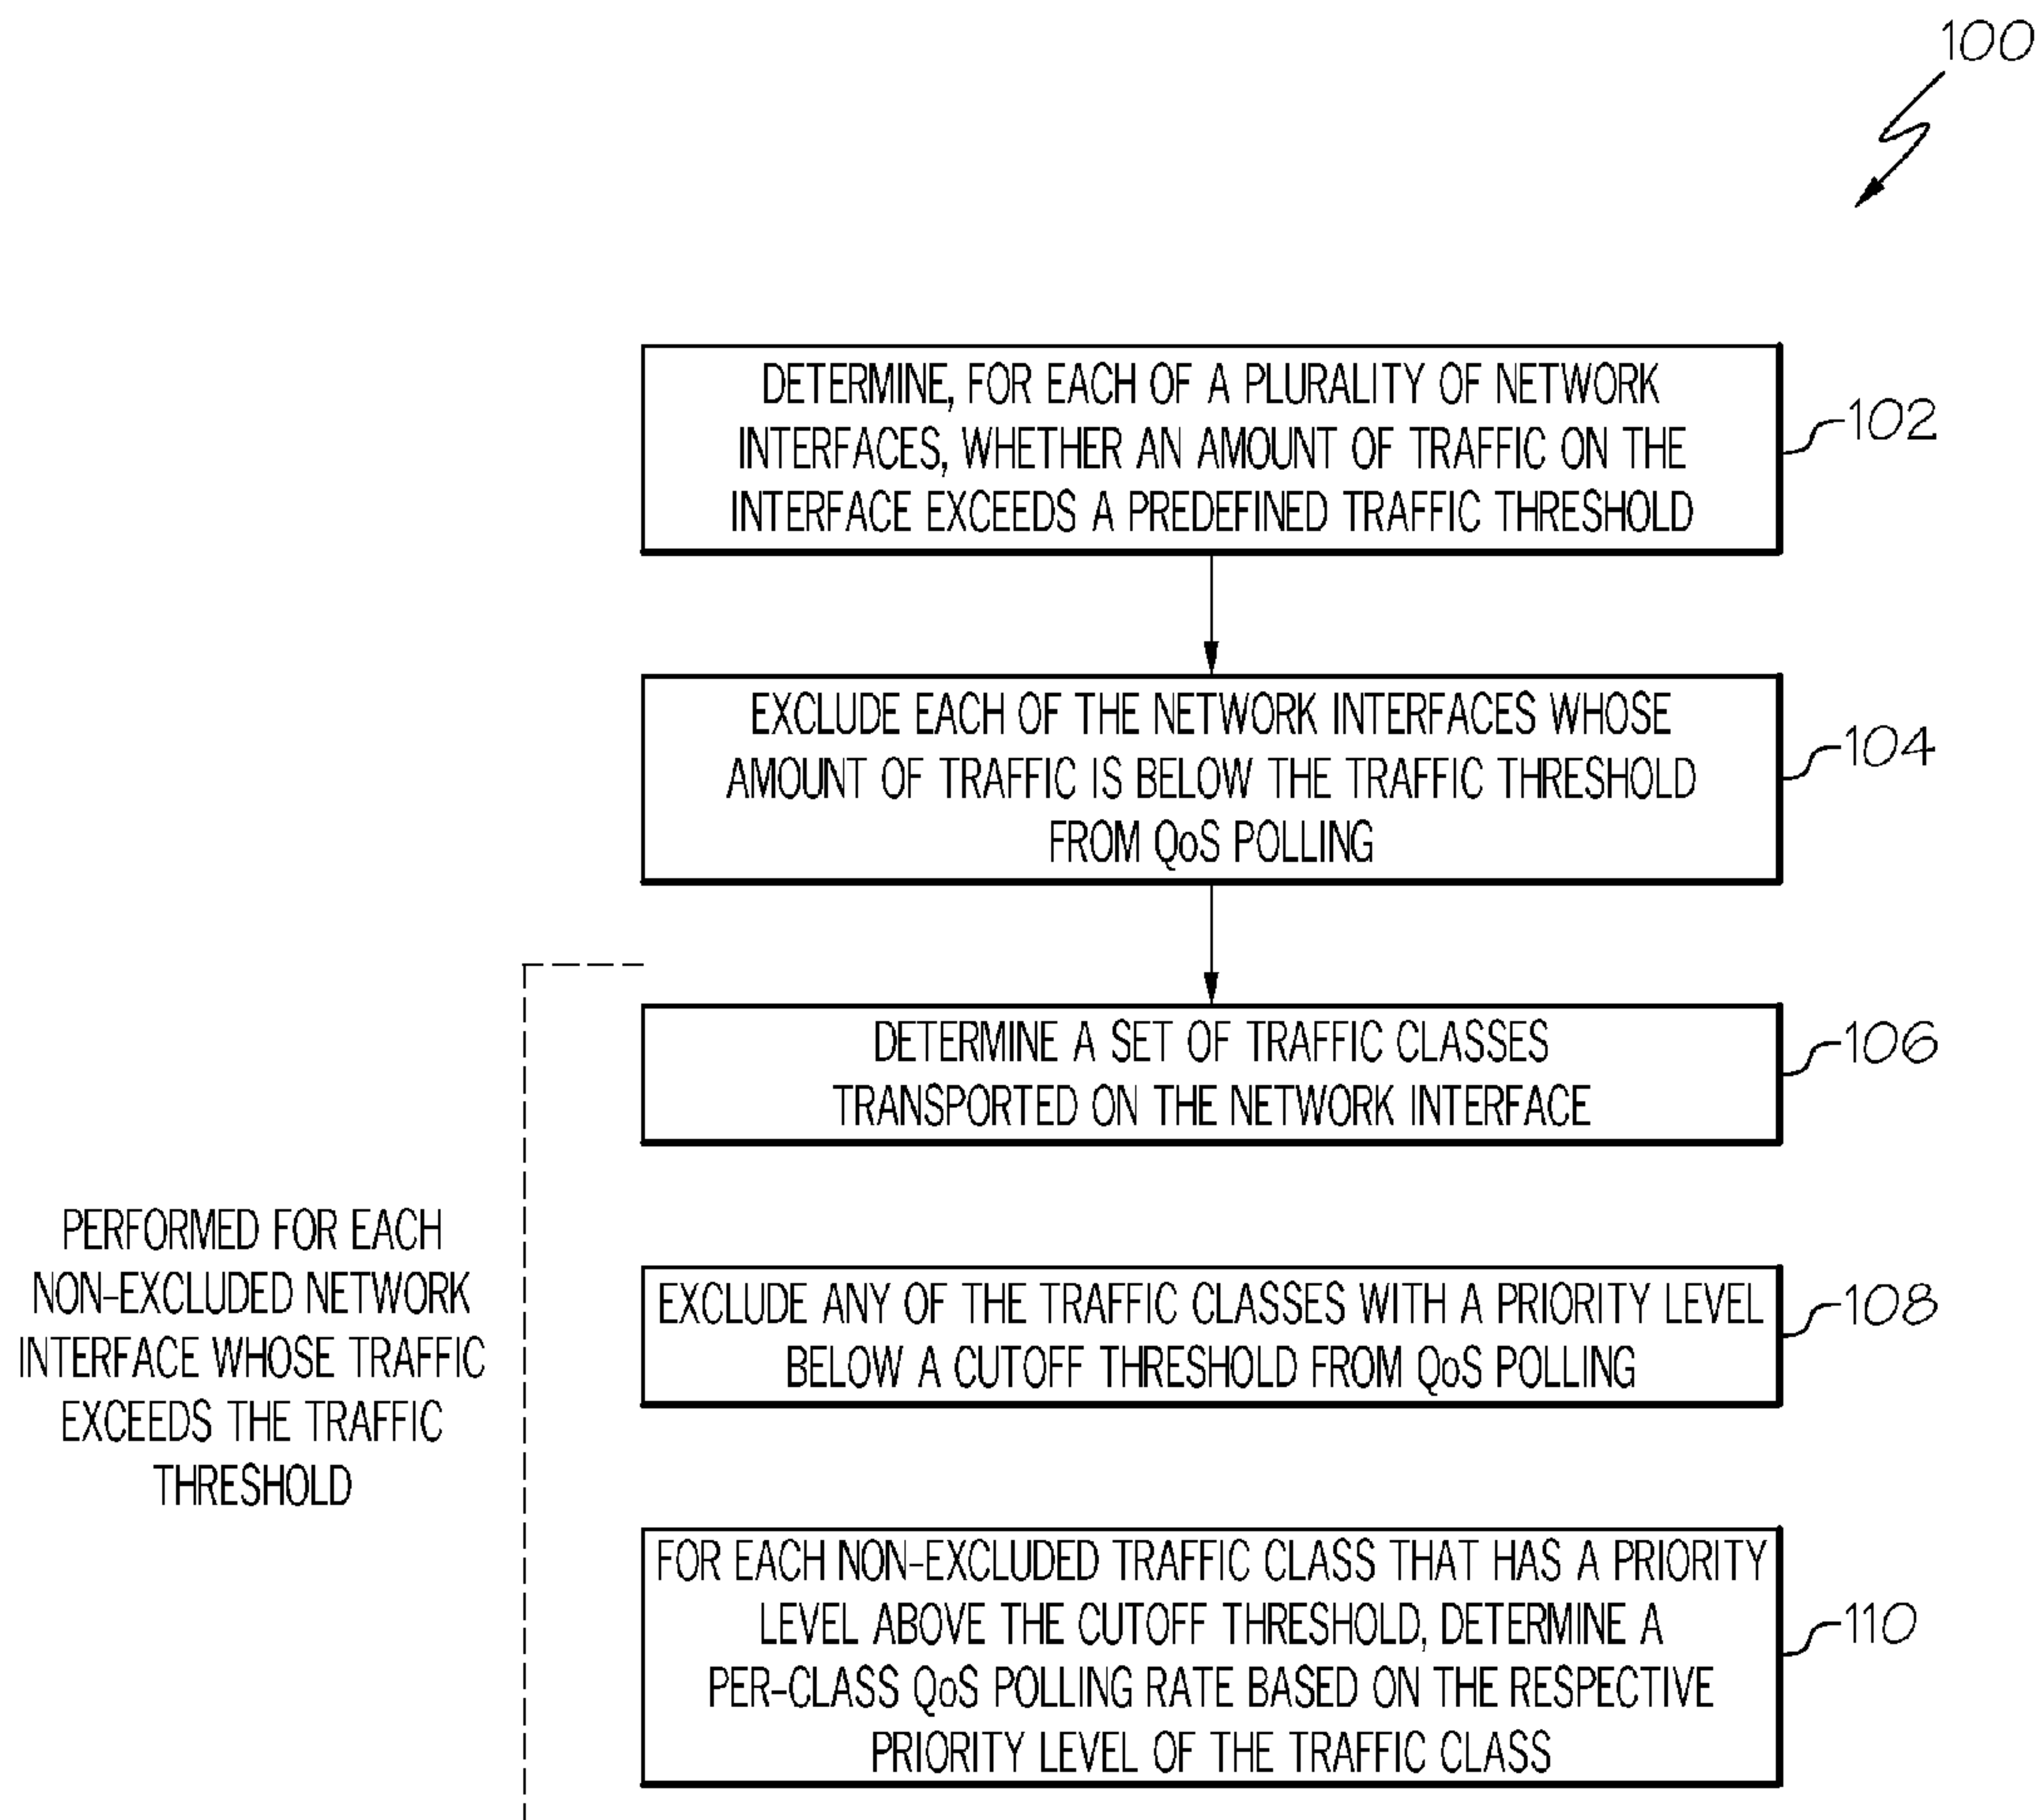 100
DETERMINE, FOR EACH OF A PLURALITY OF NETWORK
INTERFACES, WHETHER AN AMOUNT OF TRAFFIC ON THE
INTERFACE EXCEEDS A PREDEFINED TRAFFIC THRESHOLD
102
EXCLUDE EACH OF THE NETWORK INTERFACES WHOSE
AMOUNT OF TRAFFIC IS BELOW THE TRAFFIC THRESHOLD
FROM QoS POLLING
104
DETERMINE A SET OF TRAFFIC CLASSES
TRANSPORTED ON THE NETWORK INTERFACE
106
PERFORMED FOR EACH
NON-EXCLUDED NETWORK
INTERFACE WHOSE TRAFFIC
EXCEEDS THE TRAFFIC
THRESHOLD
EXCLUDE ANY OF THE TRAFFIC CLASSES WITH A PRIORITY LEVEL
BELOW A CUTOFF THRESHOLD FROM QoS POLLING
108
FOR EACH NON-EXCLUDED TRAFFIC CLASS THAT HAS A PRIORITY
LEVEL ABOVE THE CUTOFF THRESHOLD, DETERMINE A
PER-CLASS QoS POLLING RATE BASED ON THE RESPECTIVE
PRIORITY LEVEL OF THE TRAFFIC CLASS
110